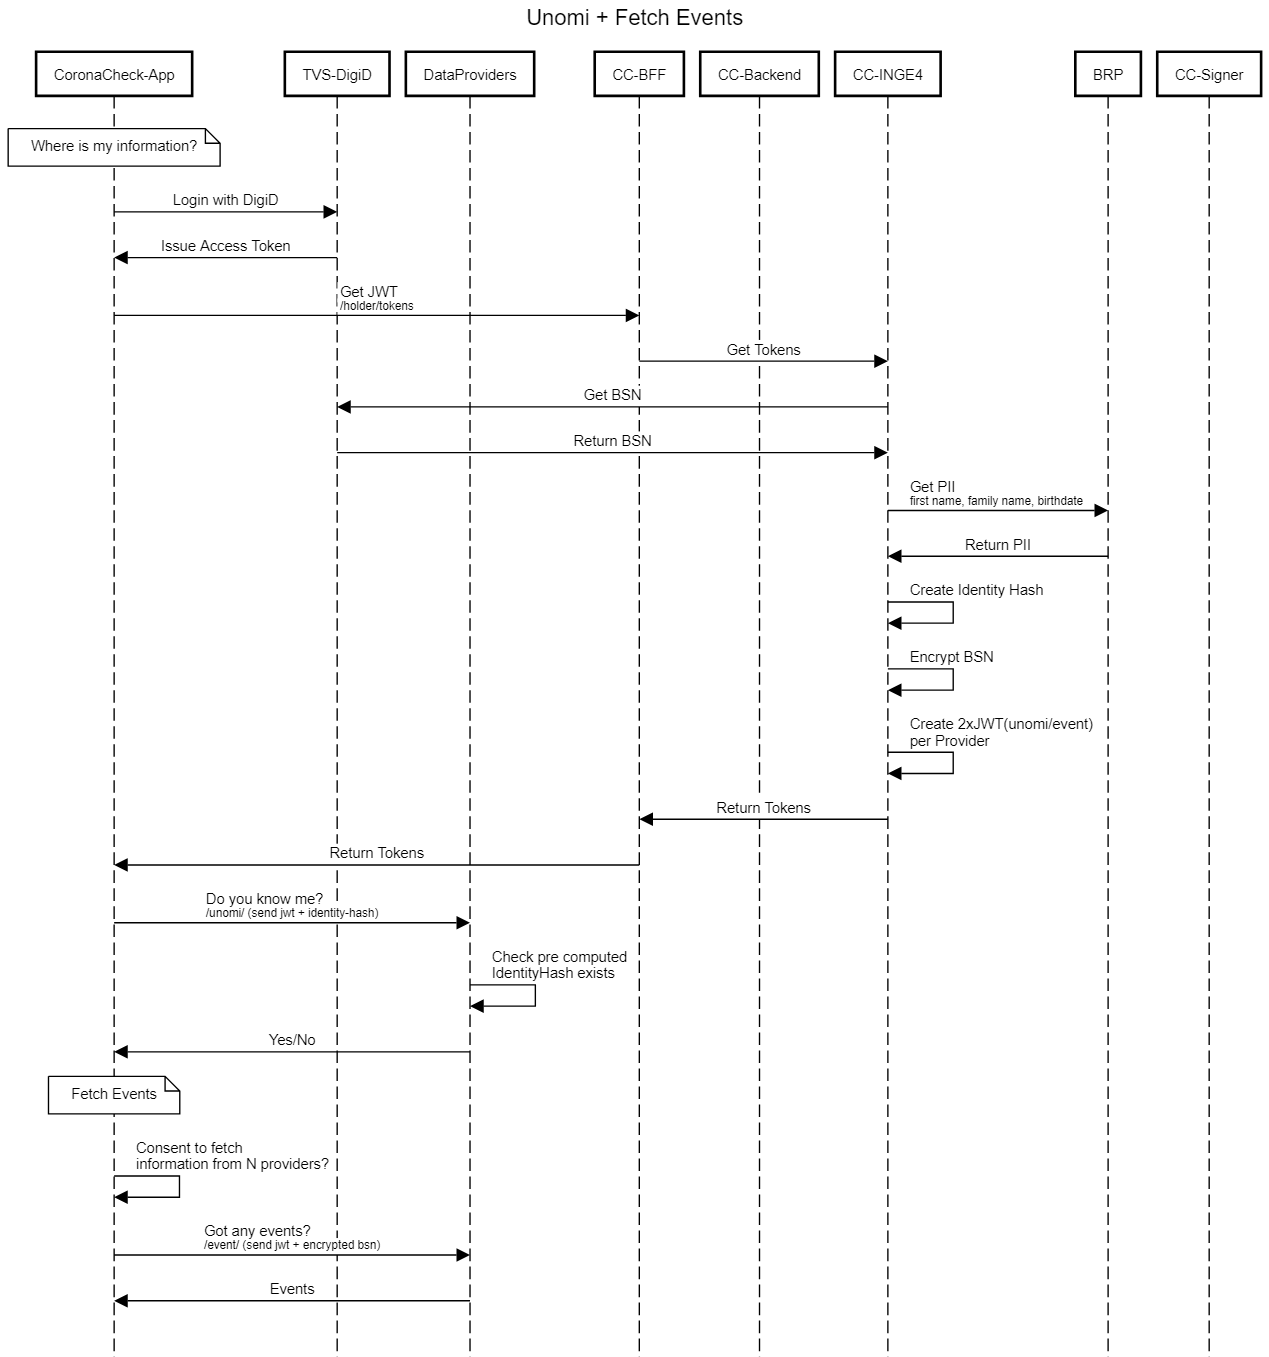 Unomi + Fetch Events
CoronaCheck-App
TVS-DigiD
DataProviders
CC-BFF
CC-Backend
CC-INGE4
BRP
CC-Signer
Where is my information?
Login with DigiD
Issue Access Token
Get JWT
/holder/tokens
Get Tokens
Get BSN
Return BSN
Get PII
first name, family name, birthdate
Return PII
Create Identity Hash
Encrypt BSN
Create 2xJWT(unomi/event)
per Provider
Return Tokens
Return Tokens
Do you know me?
/unomi/ (send jwt + identity-hash)
Check pre computed
IdentityHash exists
Yes/No
Fetch Events
Consent to fetch
information from N providers?
Got any events?
/event/ (send jwt + encrypted bsn)
Events